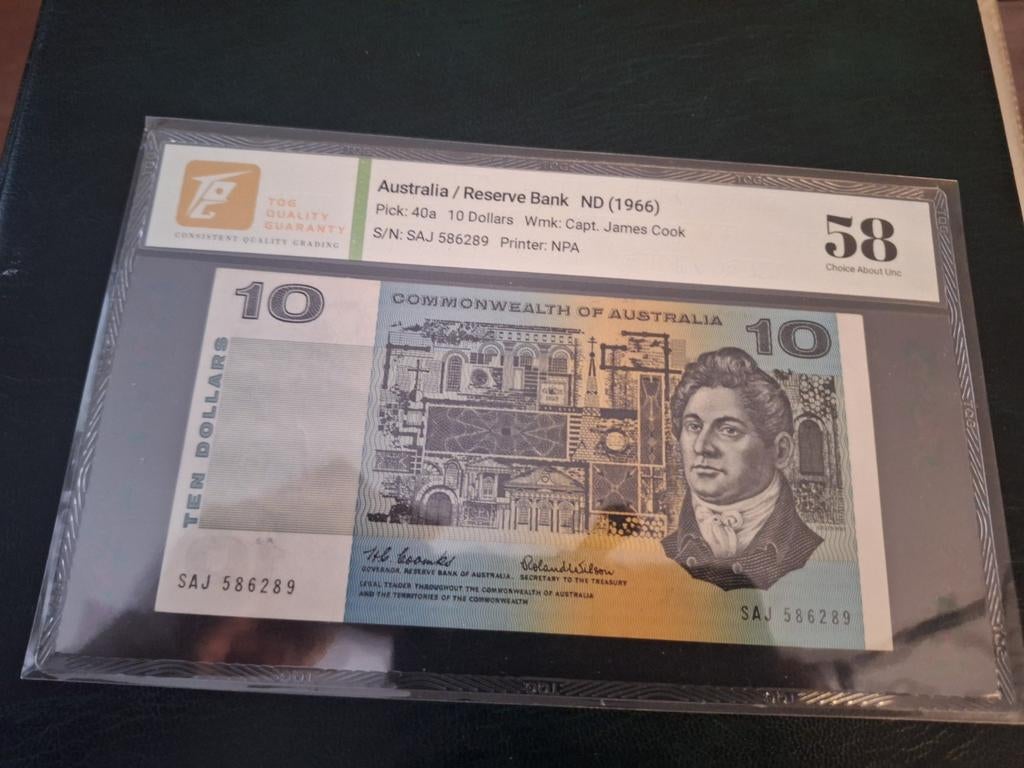 TQG
QUALITY
GUARANTY
CONSISTENT QUALITY GRADING
Australia / Reserve Bank ND (1966)
Pick: 40a 10 Dollars Wmk: Capt. James Cook
S/N: SAJ 586289 Printer: NPA
58
Choice About Unc
10
COMMONWEALTH OF AUSTRALIA
10
TEN DOLLARS
H.C. Coombs
Roland Wilson
GOVERNOR, RESERVE BANK OF AUSTRALIA.
SECRETARY TO THE TREASURY
LEGAL TENDER THROUGHOUT THE COMMONWEALTH OF AUSTRALIA
AND THE TERRITORIES OF THE COMMONWEALTH
SAJ 586289
SAJ 586289